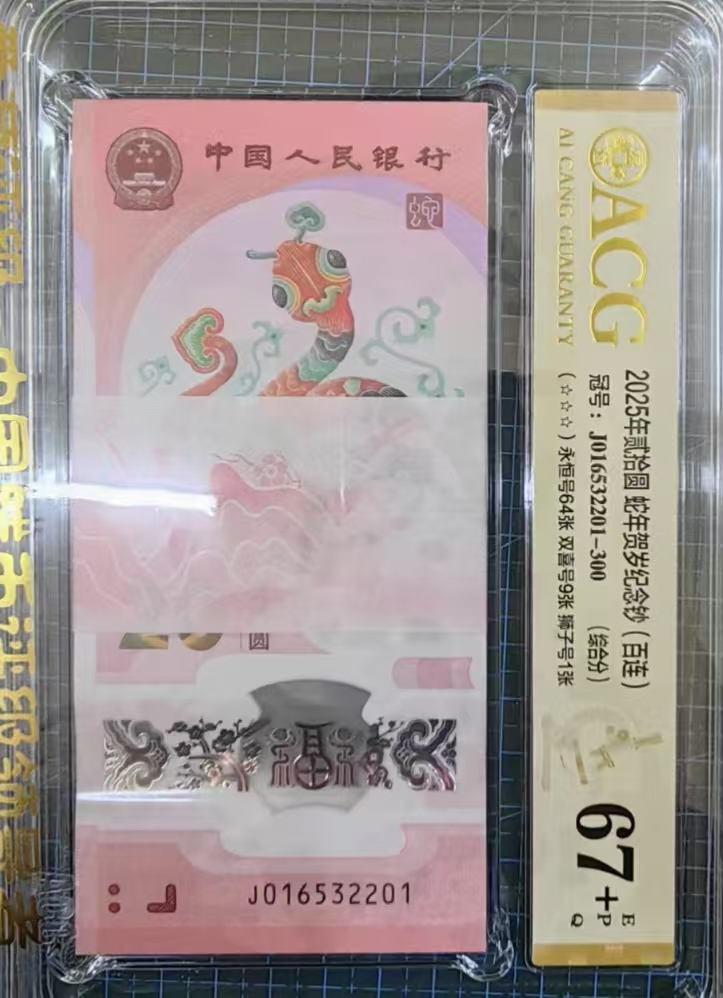 中国人民银行
蛇
圆
J016532201
ACG
AI CANG GUARANTY
2025年贰拾圆 蛇年贺岁纪念钞（百连）
冠号：J016532201-300 （综合分）
（☆☆☆）永恒号64张 双喜号9张 狮子号1张
67+
E
P
Q